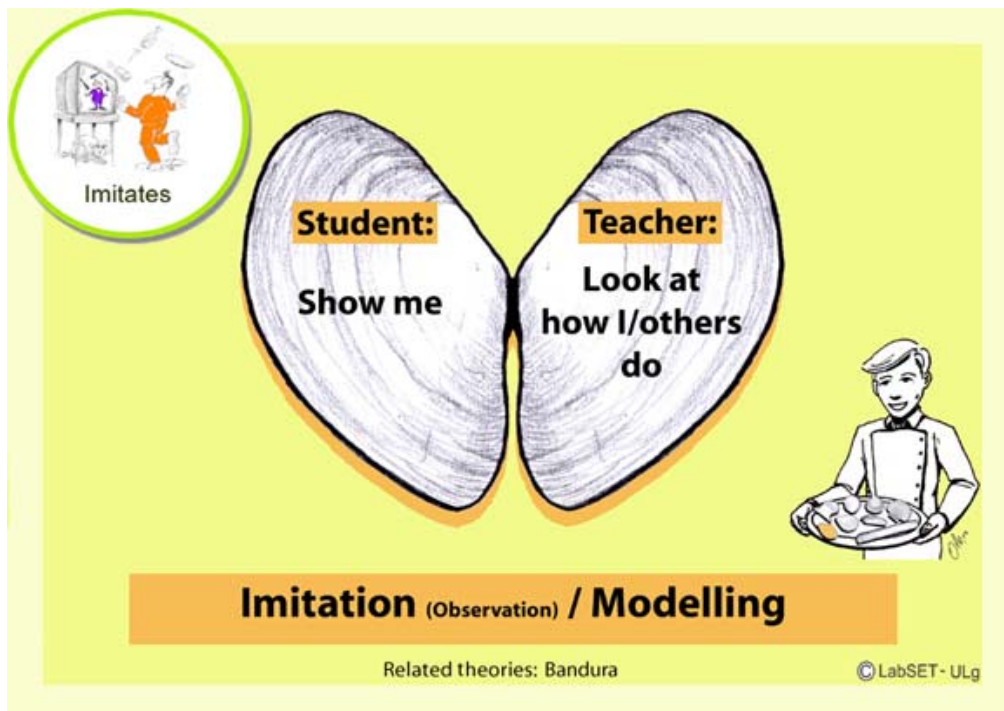 Imitates
Student:
Show me
Teacher:
Look at
how I/others
do
Imitation (Observation) / Modelling
Related theories: Bandura
© LabSET - ULg